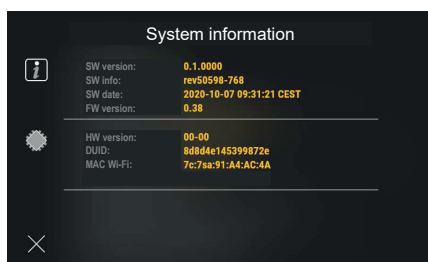 System information
SW version: 0.1.0000
SW info: rev50598-768
SW date: 2020-10-07 09:31:21 CEST
FW version: 0.38
HW version: 00-00
DUID: 8d8d4e145399872e
MAC Wi-Fi: 7c:7sa:91:A4:AC:4A